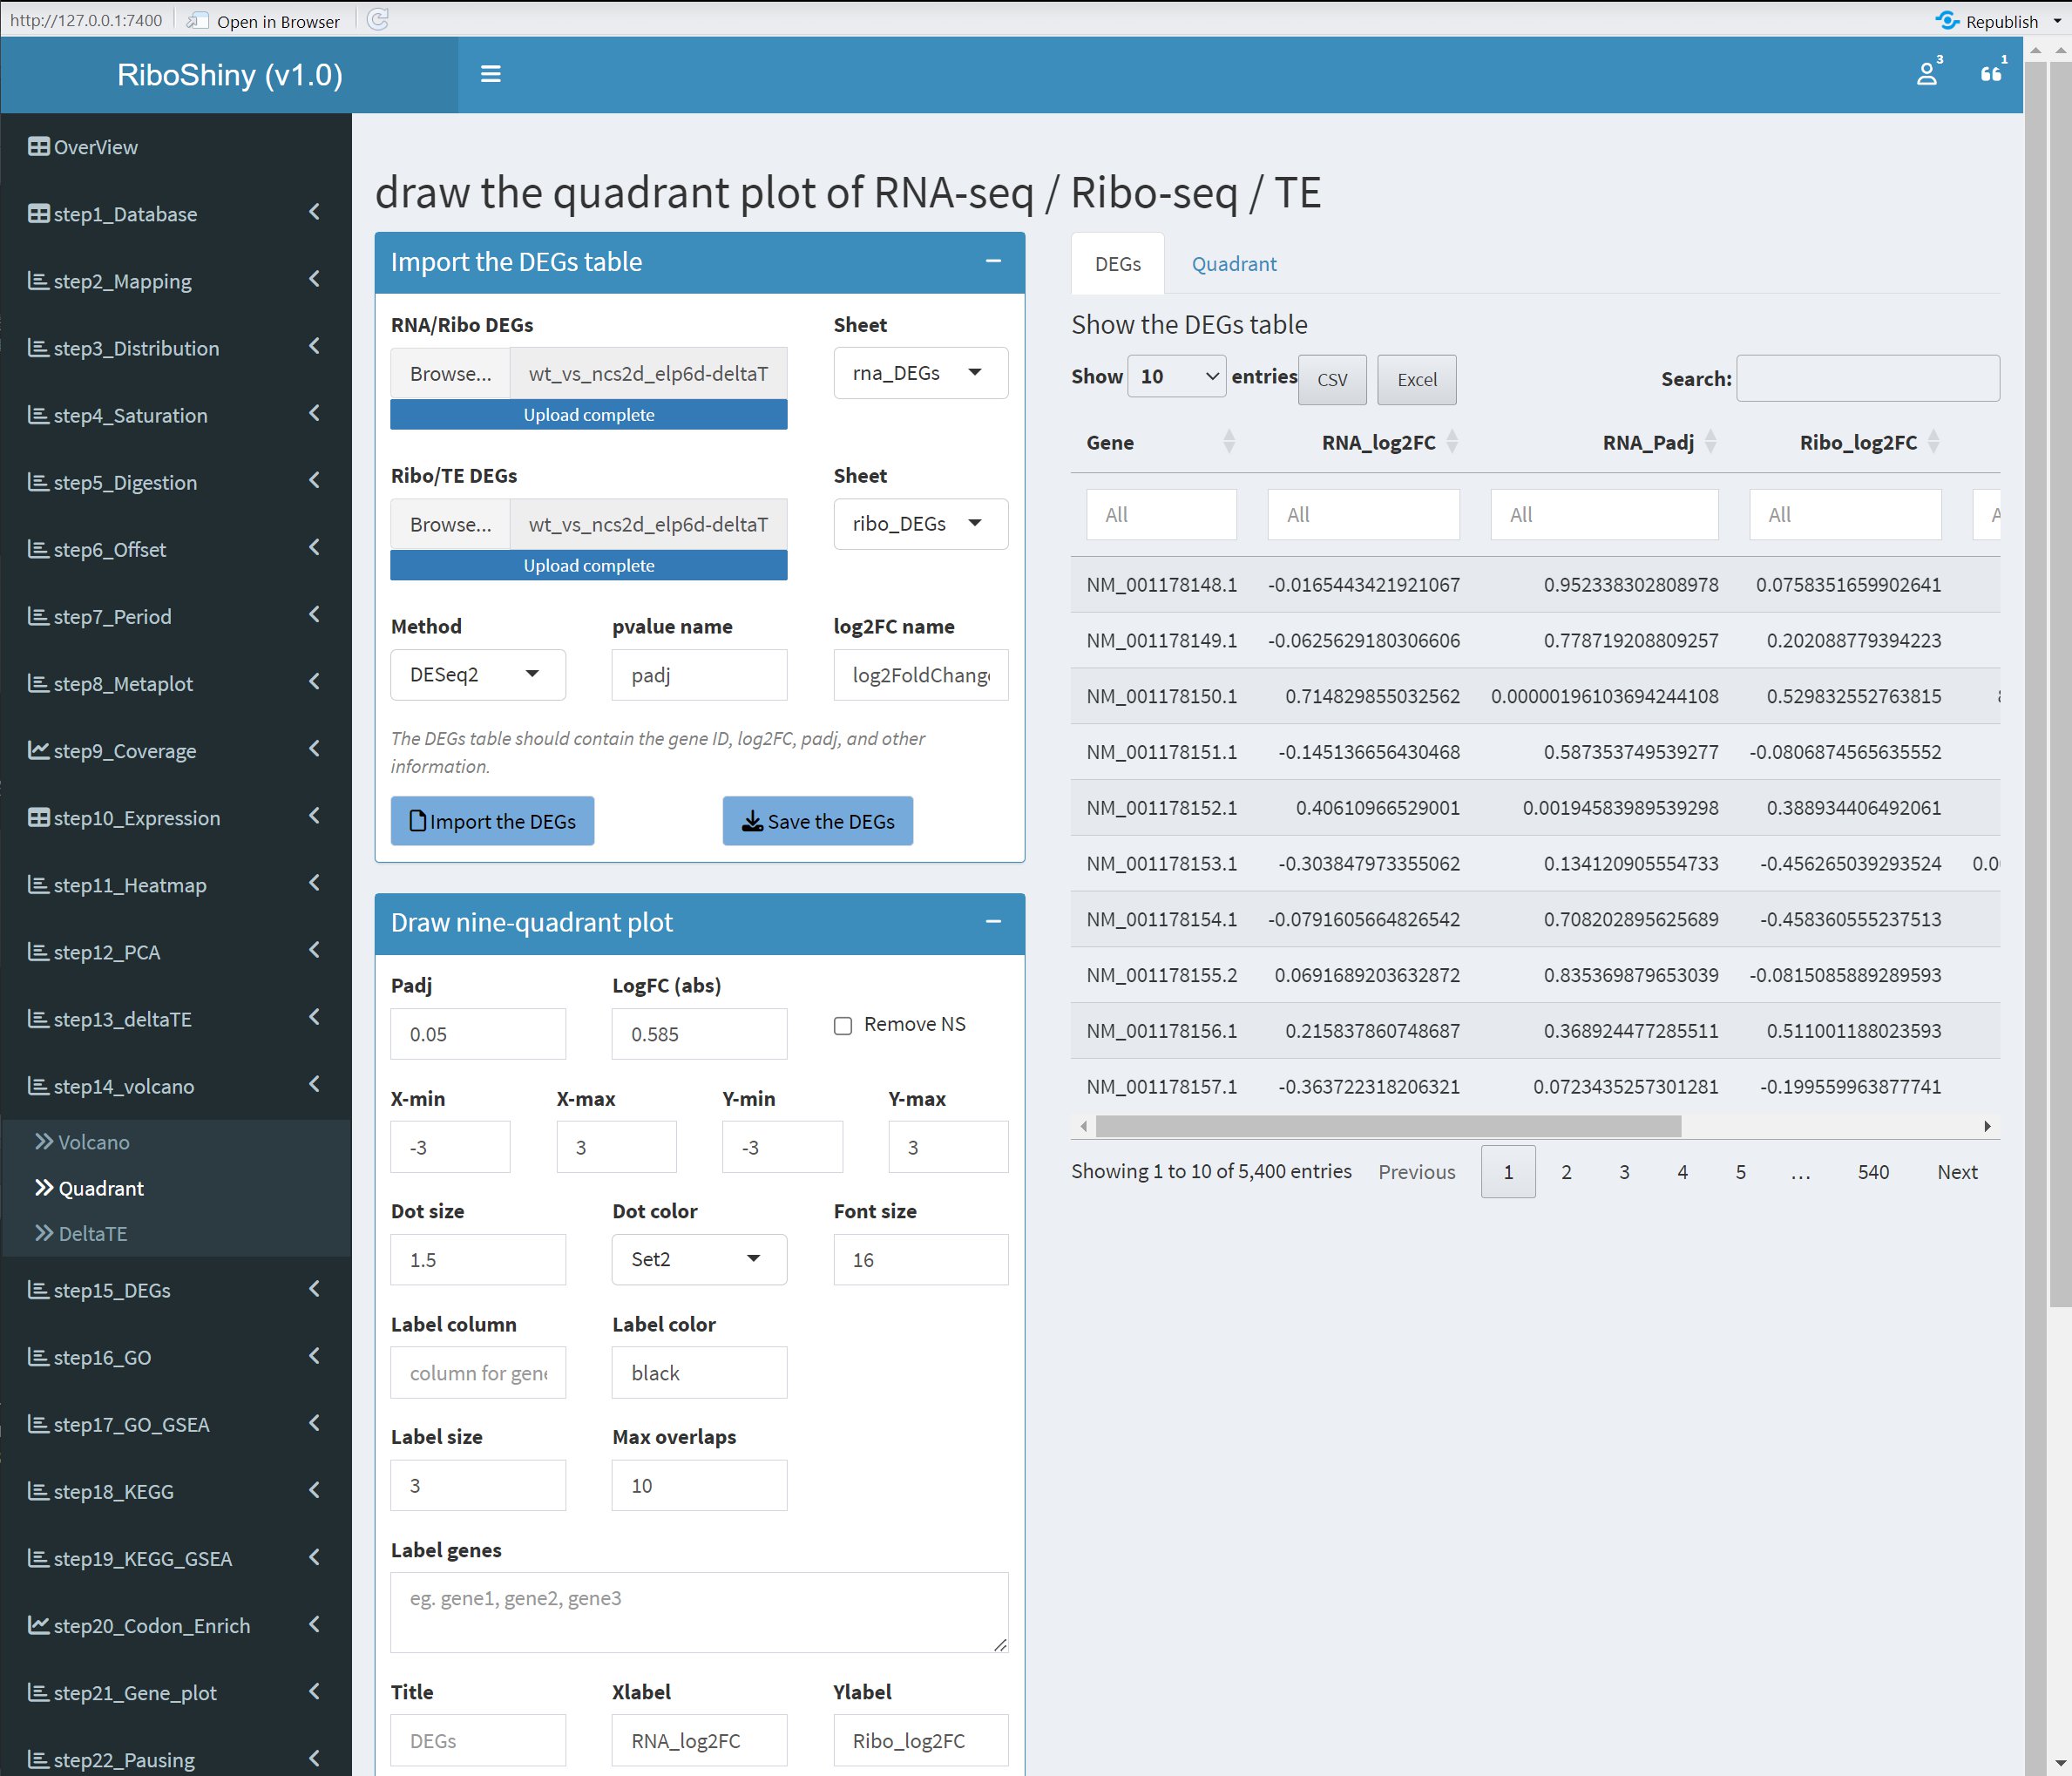 http://127.0.0.1:7400 Open in Browser Republish
RiboShiny (v1.0) 3 1
OverView
step1_Database
step2_Mapping
step3_Distribution
step4_Saturation
step5_Digestion
step6_Offset
step7_Period
step8_Metaplot
step9_Coverage
step10_Expression
step11_Heatmap
step12_PCA
step13_deltaTE
step14_volcano
Volcano
Quadrant
DeltaTE
step15_DEGs
step16_GO
step17_GO_GSEA
step18_KEGG
step19_KEGG_GSEA
step20_Codon_Enrich
step21_Gene_plot
step22_Pausing
draw the quadrant plot of RNA-seq / Ribo-seq / TE
Import the DEGs table
RNA/Ribo DEGs Sheet
Browse... wt_vs_ncs2d_elp6d-deltaT rna_DEGs
Upload complete
Ribo/TE DEGs Sheet
Browse... wt_vs_ncs2d_elp6d-deltaT ribo_DEGs
Upload complete
Method pvalue name log2FC name
DESeq2 padj log2FoldChange
The DEGs table should contain the gene ID, log2FC, padj, and other
information.
Import the DEGs Save the DEGs
Draw nine-quadrant plot
Padj LogFC (abs)
0.05 0.585 Remove NS
X-min X-max Y-min Y-max
-3 3 -3 3
Dot size Dot color Font size
1.5 Set2 16
Label column Label color
column for gene black
Label size Max overlaps
3 10
Label genes
eg. gene1, gene2, gene3
Title Xlabel Ylabel
DEGs RNA_log2FC Ribo_log2FC
DEGs Quadrant
Show the DEGs table
Show 10 entries CSV Excel Search:
Gene RNA_log2FC RNA_Padj Ribo_log2FC
All All All All A
NM_001178148.1 -0.0165443421921067 0.952338302808978 0.0758351659902641
NM_001178149.1 -0.0625629180306606 0.778719208809257 0.202088779394223
NM_001178150.1 0.714829855032562 0.00000196103694244108 0.529832552763815
NM_001178151.1 -0.145136656430468 0.587353749539277 -0.0806874565635552
NM_001178152.1 0.40610966529001 0.00194583989539298 0.388934406492061
NM_001178153.1 -0.303847973355062 0.134120905554733 -0.456265039293524 0.0
NM_001178154.1 -0.0791605664826542 0.708202895625689 -0.458360555237513
NM_001178155.2 0.0691689203632872 0.835369879653039 -0.0815085889289593
NM_001178156.1 0.215837860748687 0.368924477285511 0.511001188023593
NM_001178157.1 -0.363722318206321 0.0723435257301281 -0.199559963877741
Showing 1 to 10 of 5,400 entries Previous 1 2 3 4 5 … 540 Next